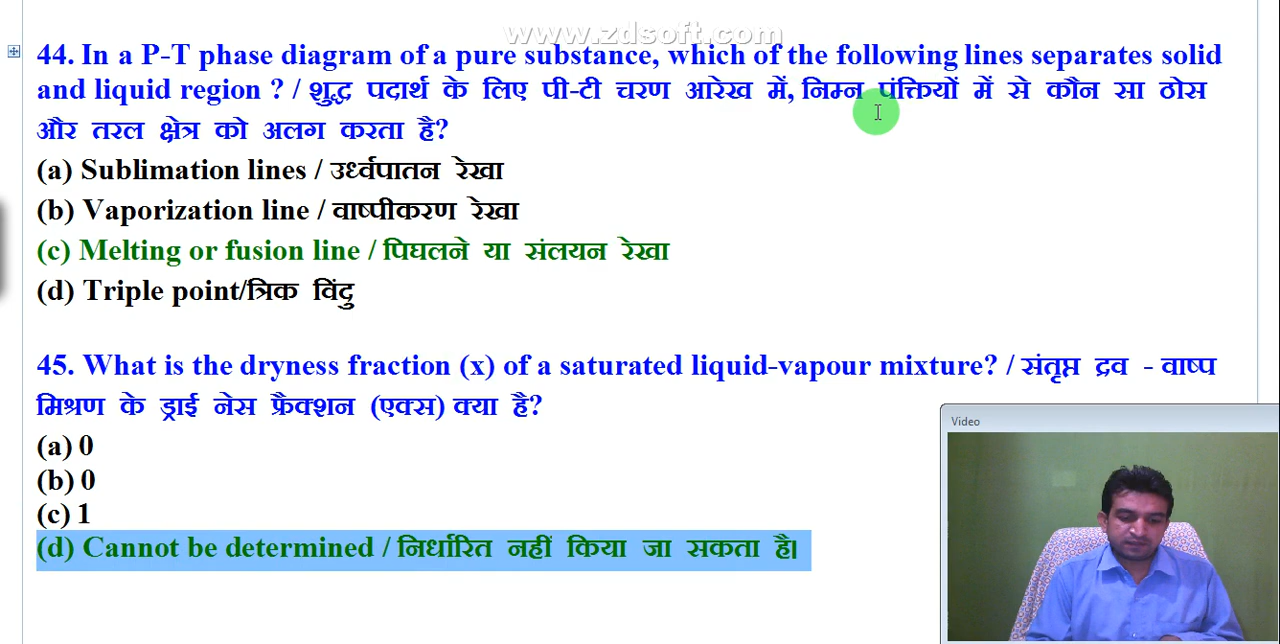 www.zdsoft.com
44. In a P-T phase diagram of a pure substance, which of the following lines separates solid
and liquid region ? / शुद्ध पदार्थ के लिए पी-टी चरण आरेख में, निम्न पंक्तियों में से कौन सा ठोस
और तरल क्षेत्र को अलग करता है?
(a) Sublimation lines / उर्ध्वपातन रेखा
(b) Vaporization line / वाष्पीकरण रेखा
(c) Melting or fusion line / पिघलने या संलयन रेखा
(d) Triple point/त्रिक विंदु
45. What is the dryness fraction (x) of a saturated liquid-vapour mixture? / संतृप्त द्रव - वाष्प
मिश्रण के ड्राई नेस फ्रैक्शन (एक्स) क्या है?
(a) 0
(b) 0
(c) 1
(d) Cannot be determined / निर्धारित नहीं किया जा सकता है।
Video